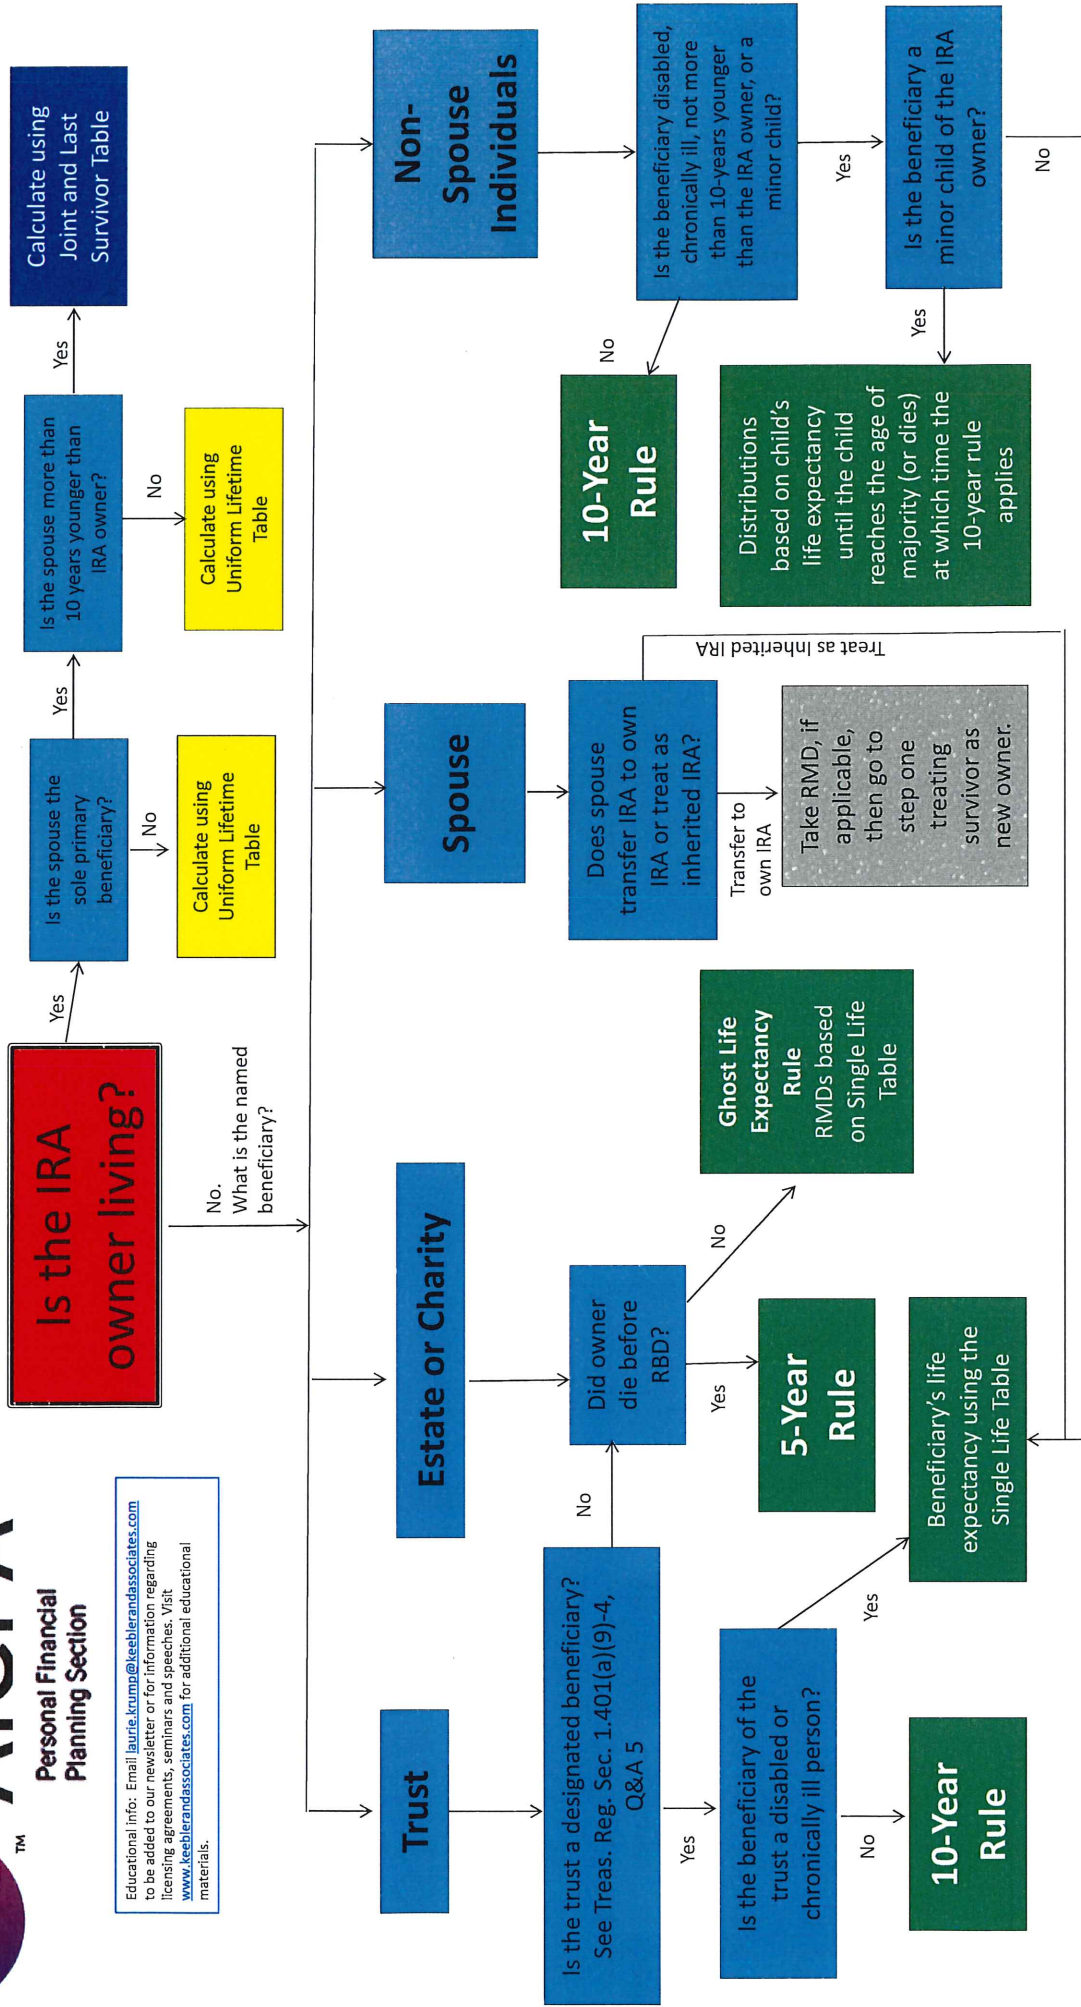 TM
Personal Financial
Planning Section
Educational info: Email laurie.krump@keeblerandassociates.com
to be added to our newsletter or for information regarding
licensing agreements, seminars and speeches. Visit
www.keeblerandassociates.com for additional educational
materials.
Is the IRA
owner living?
Yes
Is the spouse the
sole primary
beneficiary?
Yes
Is the spouse more than
10 years younger than
IRA owner?
Yes
Calculate using
Joint and Last
Survivor Table
No
Calculate using
Uniform Lifetime
Table
No
Calculate using
Uniform Lifetime
Table
No.
What is the named
beneficiary?
Trust
Is the trust a designated beneficiary?
See Treas. Reg. Sec. 1.401(a)(9)-4,
Q&A 5
No
Yes
Is the beneficiary of the
trust a disabled or
chronically ill person?
Yes
No
10-Year
Rule
Estate or Charity
Did owner
die before
RBD?
No
Yes
5-Year
Rule
Ghost Life
Expectancy
Rule
RMDs based
on Single Life
Table
Beneficiary's life
expectancy using the
Single Life Table
Spouse
Does spouse
transfer IRA to own
IRA or treat as
inherited IRA?
Treat as Inherited IRA
Transfer to
own IRA
Take RMD, if
applicable,
then go to
step one
treating
survivor as
new owner.
Non-
Spouse
Individuals
Is the beneficiary disabled,
chronically ill, not more
than 10-years younger
than the IRA owner, or a
minor child?
No
10-Year
Rule
Yes
Is the beneficiary a
minor child of the IRA
owner?
Yes
Distributions
based on child's
life expectancy
until the child
reaches the age of
majority (or dies)
at which time the
10-year rule
applies
No